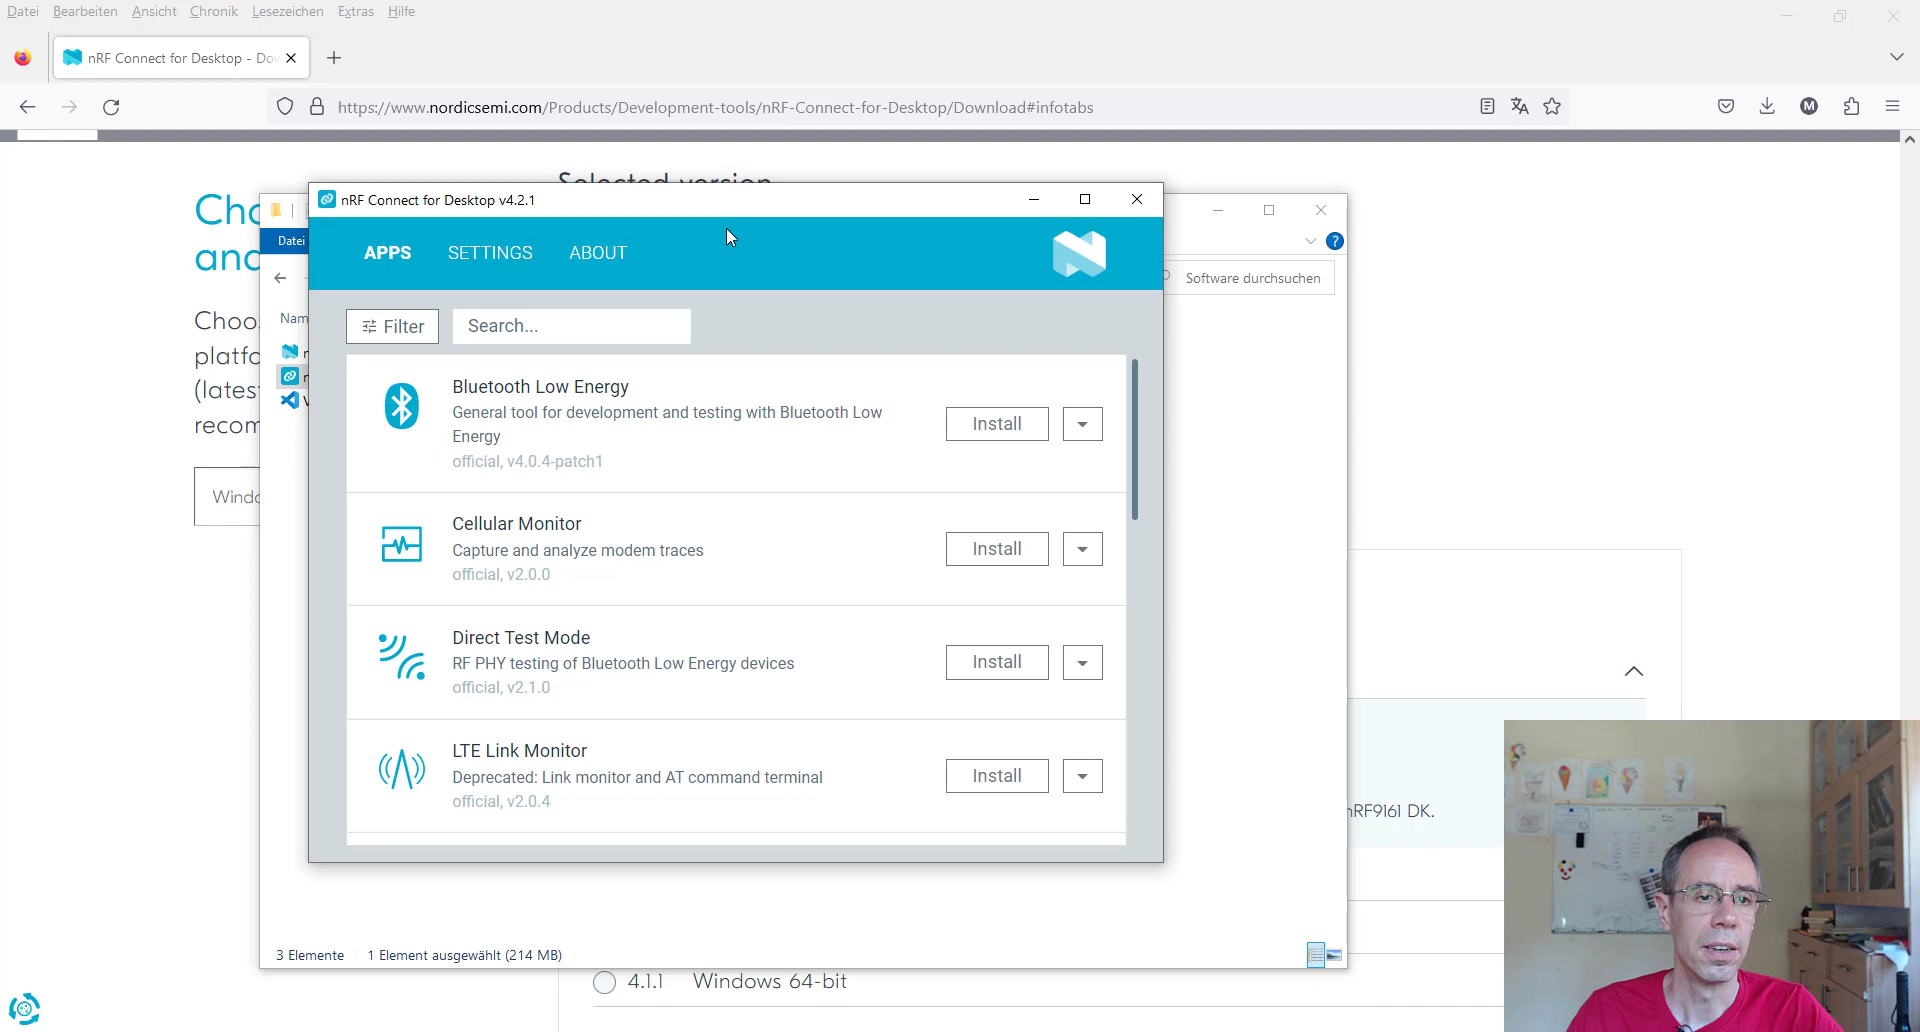 Datei Bearbeiten Ansicht Chronik Lesezeichen Extras Hilfe
nRF Connect for Desktop - Dow
https://www.nordicsemi.com/Products/Development-tools/nRF-Connect-for-Desktop/Download#infotabs
M
Selected version
nRF Connect for Desktop v4.2.1
Datei
APPS SETTINGS ABOUT
?
Software durchsuchen
Nam
Filter
Search...
Bluetooth Low Energy
General tool for development and testing with Bluetooth Low
Energy
official, v4.0.4-patch1
Install
Cellular Monitor
Capture and analyze modem traces
official, v2.0.0
Install
Direct Test Mode
RF PHY testing of Bluetooth Low Energy devices
official, v2.1.0
Install
LTE Link Monitor
Deprecated: Link monitor and AT command terminal
official, v2.0.4
Install
nRF9161 DK.
3 Elemente 1 Element ausgewählt (214 MB)
4.1.1 Windows 64-bit